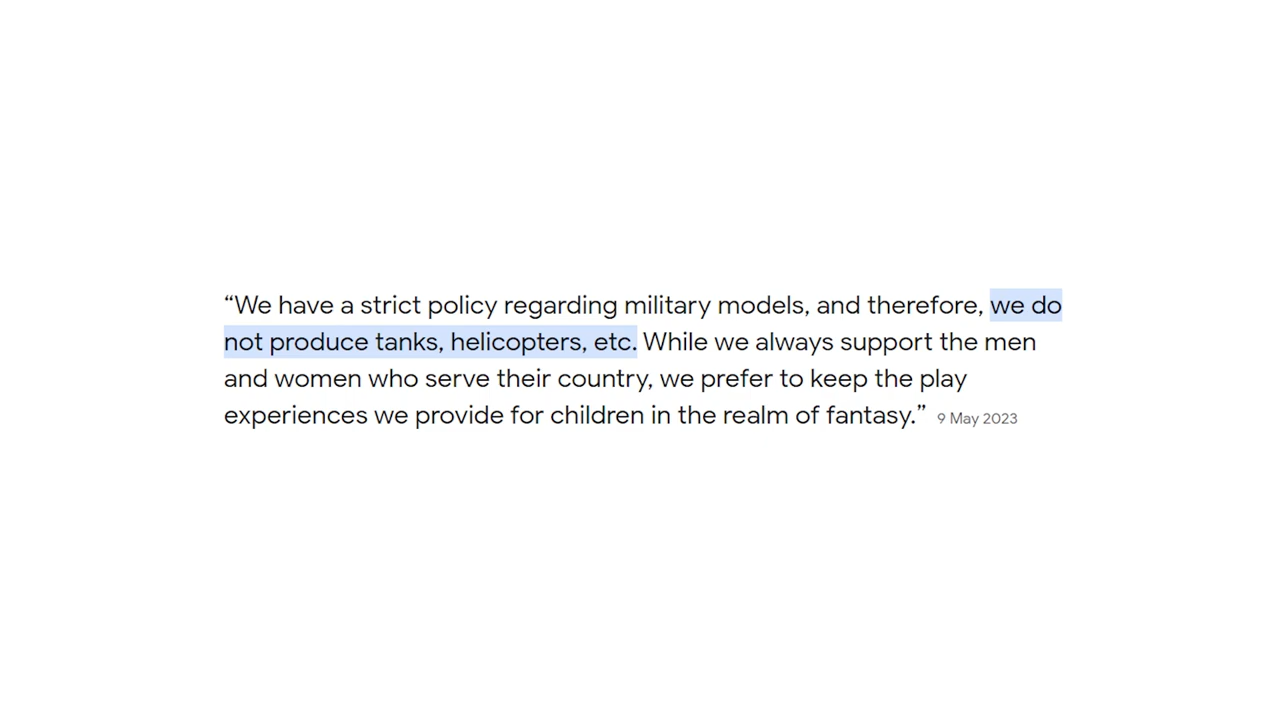 “We have a strict policy regarding military models, and therefore, we do
not produce tanks, helicopters, etc. While we always support the men
and women who serve their country, we prefer to keep the play
experiences we provide for children in the realm of fantasy.” 9 May 2023